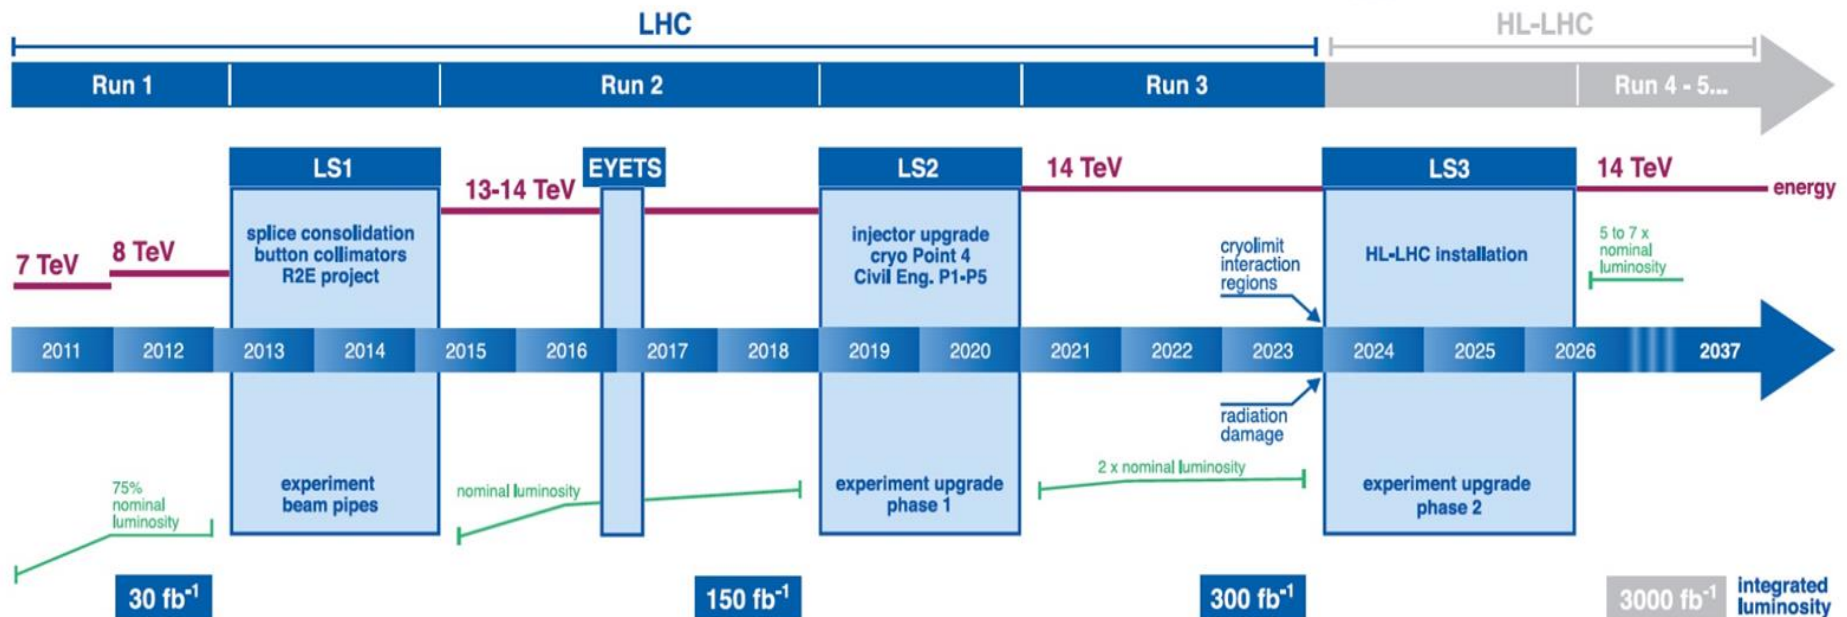 LHC
HL-LHC
Run 1
Run 2
Run 3
Run 4 - 5...
LS1
EYETS
LS2
14 TeV
LS3
14 TeV
energy
13-14 TeV
7 TeV
8 TeV
splice consolidation
button collimators
R2E project
injector upgrade
cryo Point 4
Civil Eng. P1-P5
cryolimit
interaction
regions
HL-LHC installation
5 to 7 x
nominal
luminosity
2011
2012
2013
2014
2015
2016
2017
2018
2019
2020
2021
2022
2023
2024
2025
2026
2037
radiation
damage
75%
nominal
luminosity
experiment
beam pipes
nominal luminosity
experiment upgrade
phase 1
2 x nominal luminosity
experiment upgrade
phase 2
30 fb⁻¹
150 fb⁻¹
300 fb⁻¹
3000 fb⁻¹
integrated
luminosity